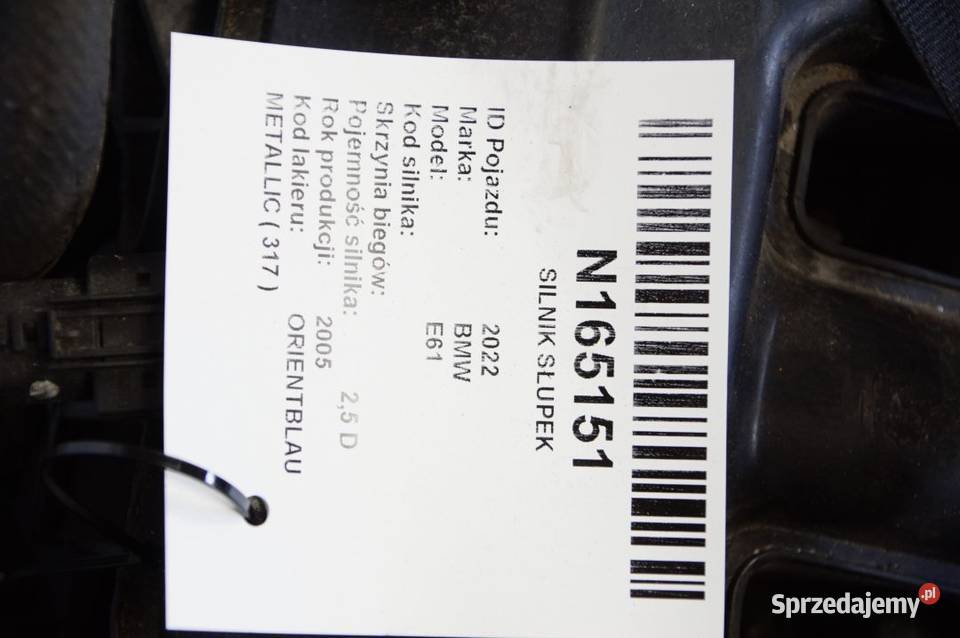 N165151
SILNIK SŁUPEK
ID Pojazdu: 2022
Marka: BMW
Model: E61
Kod silnika:
Skrzynia biegów:
Pojemność silnika: 2,5 D
Rok produkcji: 2005
Kod lakieru: ORIENTBLAU
METALLIC ( 317 )
Sprzedajemy.pl